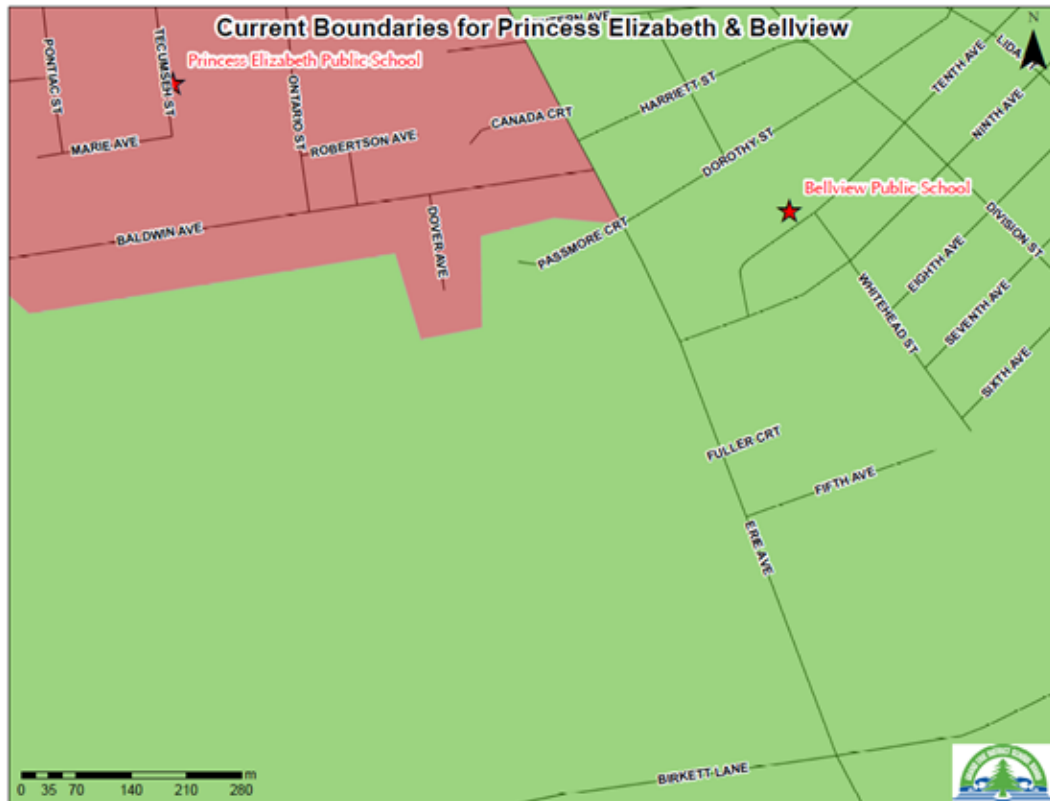 Current Boundaries for Princess Elizabeth & Bellview
N
PONTIAC ST
TECUMSEH ST
Princess Elizabeth Public School
ONTARIO ST
MARIE AVE
ROBERTSON AVE
CANADA CRT
HARRIETT ST
TENTH AVE
NINTH AVE
DOROTHY ST
Bellview Public School
BALDWIN AVE
DOVER AVE
PASSMORE CRT
DIVISION ST
EIGHTH AVE
WHITEHEAD ST
SEVENTH AVE
SIXTH AVE
FULLER CRT
FIFTH AVE
ERIE AVE
BIRKETT LANE
0 35 70 140 210 280
m